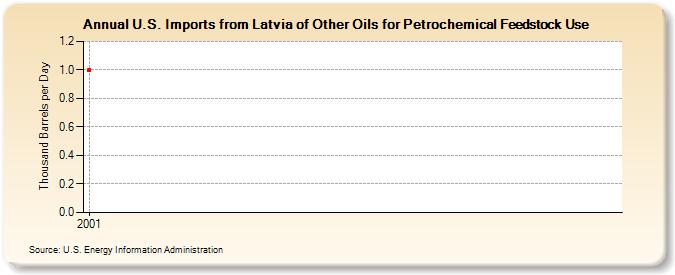 Annual U.S. Imports from Latvia of Other Oils for Petrochemical Feedstock Use
Thousand Barrels per Day
1.2
1.0
0.8
0.6
0.4
0.2
0.0
2001
Source: U.S. Energy Information Administration